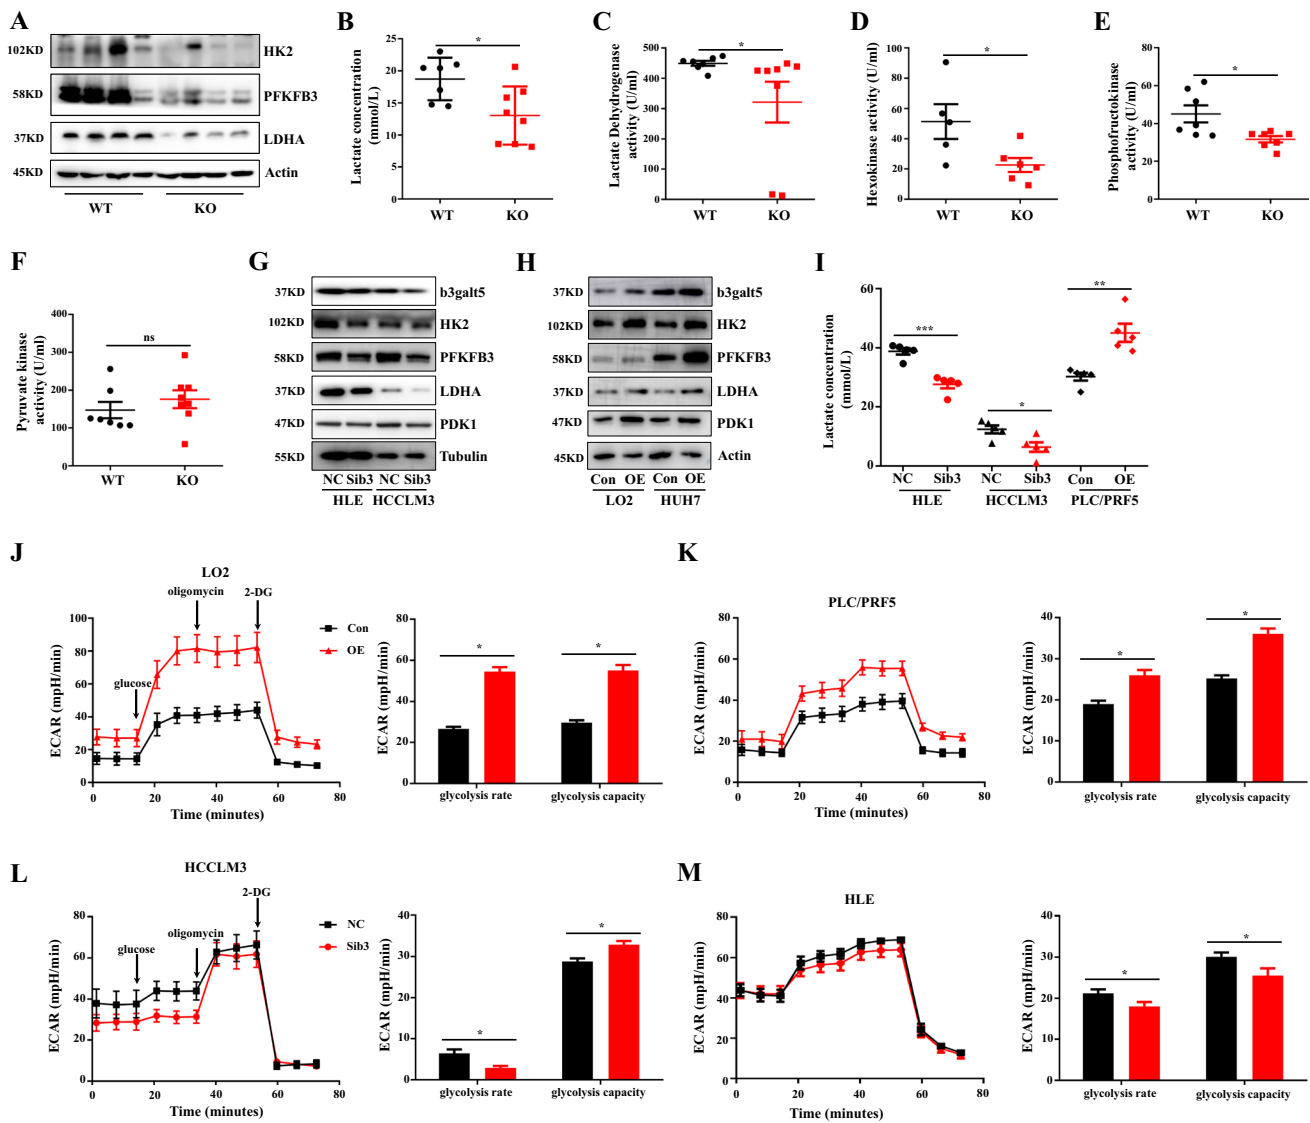 A
102KD
HK2
58KD
PFKFB3
37KD
LDHA
45KD
Actin
WT
KO
B
Lactate concentration
(mmol/L)
25
20
15
10
5
0
*
WT
KO
C
Lactate Dehydrogenase
activity (U/ml)
500
400
300
200
100
0
*
WT
KO
D
Hexokinase activity (U/ml)
100
80
60
40
20
0
*
WT
KO
E
Phosphofructokinase
activity (U/ml)
80
60
40
20
0
*
WT
KO
F
Pyruvate kinase
activity (U/ml)
400
300
200
100
0
ns
WT
KO
G
37KD
b3galt5
102KD
HK2
58KD
PFKFB3
37KD
LDHA
47KD
PDK1
55KD
Tubulin
NC Sib3 NC Sib3
HLE HCCLM3
H
37KD
b3galt5
102KD
HK2
58KD
PFKFB3
37KD
LDHA
47KD
PDK1
45KD
Actin
Con OE Con OE
LO2 HUH7
I
Lactate concentration
(nmol/L)
60
40
20
0
***
*
**
NC Sib3 NC Sib3 Con OE
HLE HCCLM3 PLC/PRF5
J
LO2
oligomycin
2-DG
glucose
Con
OE
ECAR (mpH/min)
100
80
60
40
20
0
0 20 40 60 80
Time (minutes)
ECAR (mpH/min)
80
60
40
20
0
*
*
glycolysis rate glycolysis capacity
K
PLC/PRF5
ECAR (mpH/min)
80
60
40
20
0
0 20 40 60 80
Time (minutes)
ECAR (mpH/min)
40
30
20
10
0
*
*
glycolysis rate glycolysis capacity
L
HCCLM3
2-DG
oligomycin
glucose
NC
Sib3
ECAR (mpH/min)
80
60
40
20
0
0 20 40 60 80
Time (minutes)
ECAR (mpH/min)
40
30
20
10
0
*
*
glycolysis rate glycolysis capacity
M
HLE
ECAR (mpH/min)
80
60
40
20
0
0 20 40 60 80
Time (minutes)
ECAR (mpH/min)
40
30
20
10
0
*
*
glycolysis rate glycolysis capacity